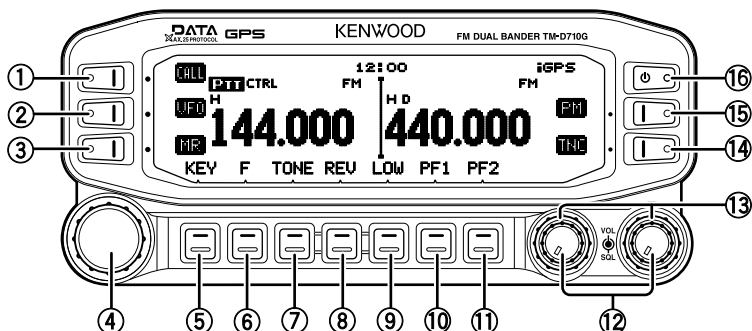 DATA GPS KENWOOD FM DUAL BANDER TM-D710G
AX.25 PROTOCOL
CALL 12:00 iGPS
PTT CTRL FM FM
VFO H H D PM
144.000 440.000
MR TNC
KEY F TONE REV LOW PF1 PF2
VOL
SQL
1
2
3
4
5
6
7
8
9
10
11
12
13
14
15
16